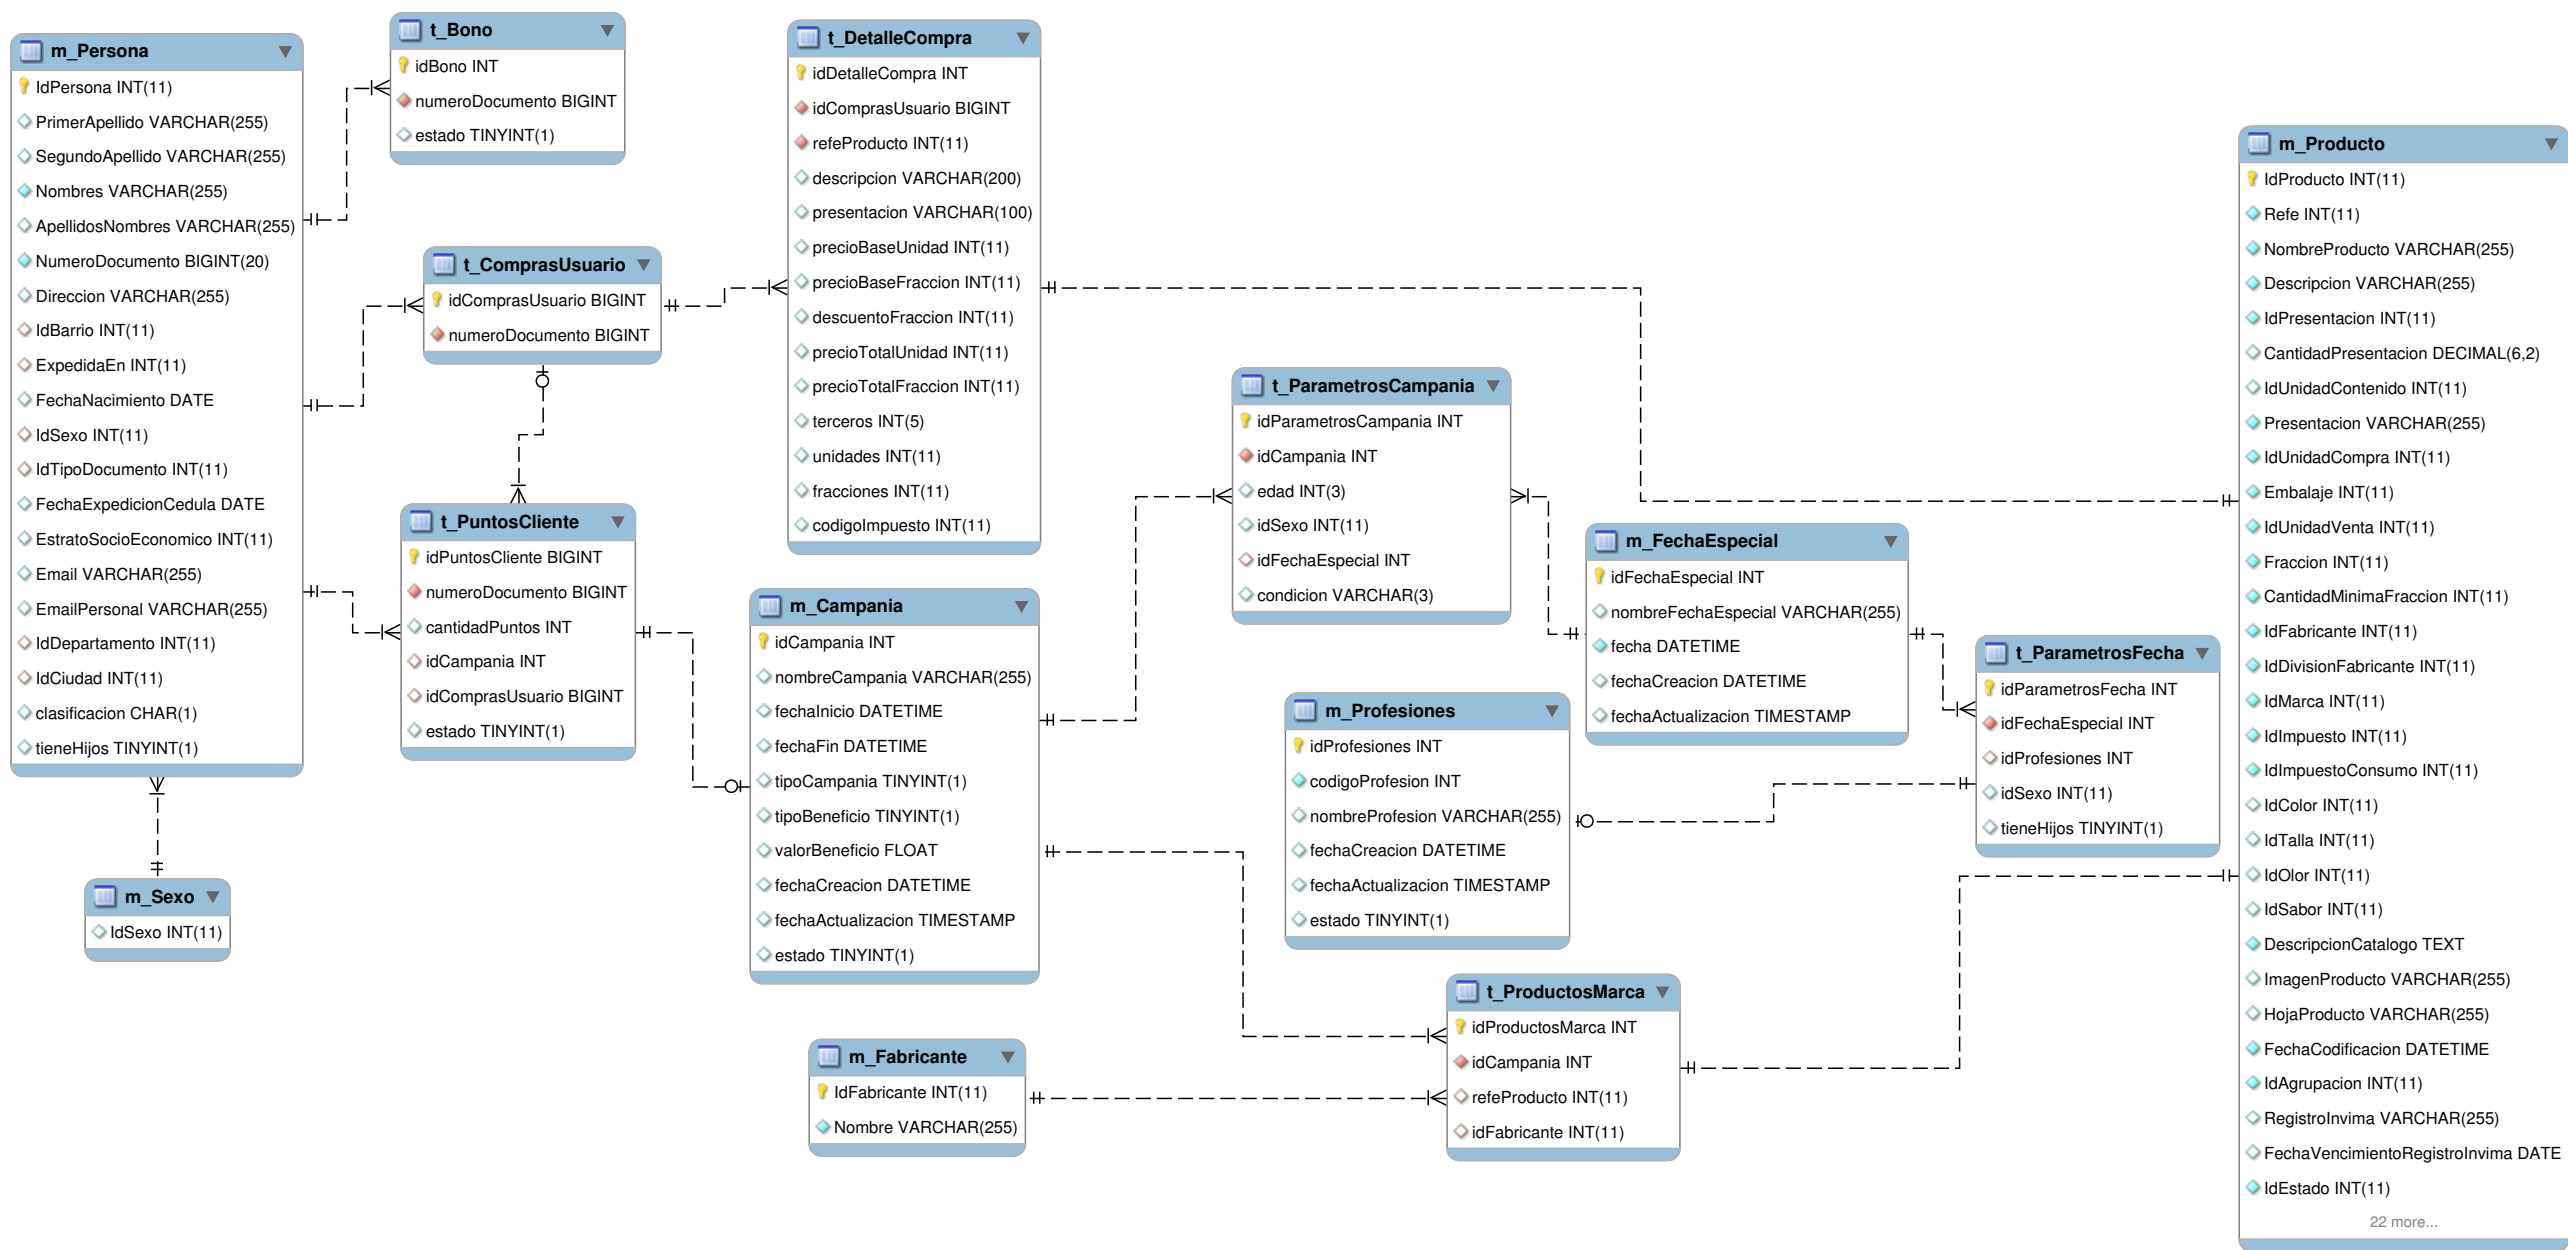 m_Persona
IdPersona INT(11)
PrimerApellido VARCHAR(255)
SegundoApellido VARCHAR(255)
Nombres VARCHAR(255)
ApellidosNombres VARCHAR(255)
NumeroDocumento BIGINT(20)
Direccion VARCHAR(255)
IdBarrio INT(11)
ExpedidaEn INT(11)
FechaNacimiento DATE
IdSexo INT(11)
IdTipoDocumento INT(11)
FechaExpedicionCedula DATE
EstratoSocioEconomico INT(11)
Email VARCHAR(255)
EmailPersonal VARCHAR(255)
IdDepartamento INT(11)
IdCiudad INT(11)
clasificacion CHAR(1)
tieneHijos TINYINT(1)
m_Sexo
IdSexo INT(11)
t_Bono
idBono INT
numeroDocumento BIGINT
estado TINYINT(1)
t_ComprasUsuario
idComprasUsuario BIGINT
numeroDocumento BIGINT
t_PuntosCliente
idPuntosCliente BIGINT
numeroDocumento BIGINT
cantidadPuntos INT
idCampania INT
idComprasUsuario BIGINT
estado TINYINT(1)
t_DetalleCompra
idDetalleCompra INT
idComprasUsuario BIGINT
refeProducto INT(11)
descripcion VARCHAR(200)
presentacion VARCHAR(100)
precioBaseUnidad INT(11)
precioBaseFraccion INT(11)
descuentoFraccion INT(11)
precioTotalUnidad INT(11)
precioTotalFraccion INT(11)
terceros INT(5)
unidades INT(11)
fracciones INT(11)
codigoImpuesto INT(11)
m_Campania
idCampania INT
nombreCampania VARCHAR(255)
fechaInicio DATETIME
fechaFin DATETIME
tipoCampania TINYINT(1)
tipoBeneficio TINYINT(1)
valorBeneficio FLOAT
fechaCreacion DATETIME
fechaActualizacion TIMESTAMP
estado TINYINT(1)
m_Fabricante
IdFabricante INT(11)
Nombre VARCHAR(255)
t_ParametrosCampania
idParametrosCampania INT
idCampania INT
edad INT(3)
idSexo INT(11)
idFechaEspecial INT
condicion VARCHAR(3)
m_Profesiones
idProfesiones INT
codigoProfesion INT
nombreProfesion VARCHAR(255)
fechaCreacion DATETIME
fechaActualizacion TIMESTAMP
estado TINYINT(1)
t_ProductosMarca
idProductosMarca INT
idCampania INT
refeProducto INT(11)
idFabricante INT(11)
m_FechaEspecial
idFechaEspecial INT
nombreFechaEspecial VARCHAR(255)
fecha DATETIME
fechaCreacion DATETIME
fechaActualizacion TIMESTAMP
t_ParametrosFecha
idParametrosFecha INT
idFechaEspecial INT
idProfesiones INT
idSexo INT(11)
tieneHijos TINYINT(1)
m_Producto
IdProducto INT(11)
Refe INT(11)
NombreProducto VARCHAR(255)
Descripcion VARCHAR(255)
IdPresentacion INT(11)
CantidadPresentacion DECIMAL(6,2)
IdUnidadContenido INT(11)
Presentacion VARCHAR(255)
IdUnidadCompra INT(11)
Embalaje INT(11)
IdUnidadVenta INT(11)
Fraccion INT(11)
CantidadMinimaFraccion INT(11)
IdFabricante INT(11)
IdDivisionFabricante INT(11)
IdMarca INT(11)
IdImpuesto INT(11)
IdImpuestoConsumo INT(11)
IdColor INT(11)
IdTalla INT(11)
IdOlor INT(11)
IdSabor INT(11)
DescripcionCatalogo TEXT
ImagenProducto VARCHAR(255)
HojaProducto VARCHAR(255)
FechaCodificacion DATETIME
IdAgrupacion INT(11)
RegistroInvima VARCHAR(255)
FechaVencimientoRegistroInvima DATE
IdEstado INT(11)
22 more...